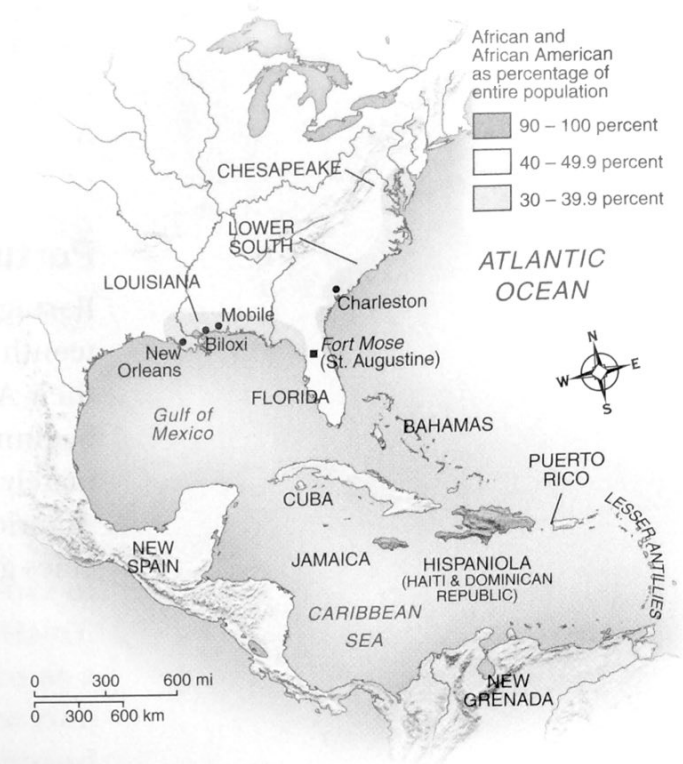 African and
African American
as percentage of
entire population
90 – 100 percent
40 – 49.9 percent
30 – 39.9 percent
CHESAPEAKE
LOWER
SOUTH
ATLANTIC
OCEAN
LOUISIANA
Mobile
Charleston
Biloxi
New
Orleans
Fort Mose
(St. Augustine)
N
E
W
S
FLORIDA
Gulf of
Mexico
BAHAMAS
PUERTO
RICO
LESSER ANTILLIES
CUBA
NEW
SPAIN
JAMAICA
HISPANIOLA
(HAITI & DOMINICAN
REPUBLIC)
CARIBBEAN
SEA
NEW
GRENADA
0 300 600 mi
0 300 600 km